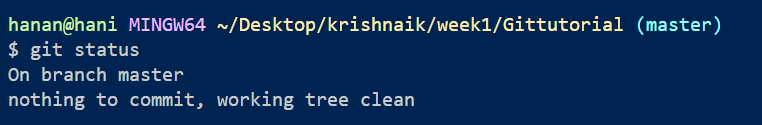 hanan@hani MINGW64 ~/Desktop/krishnaik/week1/Gittutorial (master)
$ git status
On branch master
nothing to commit, working tree clean